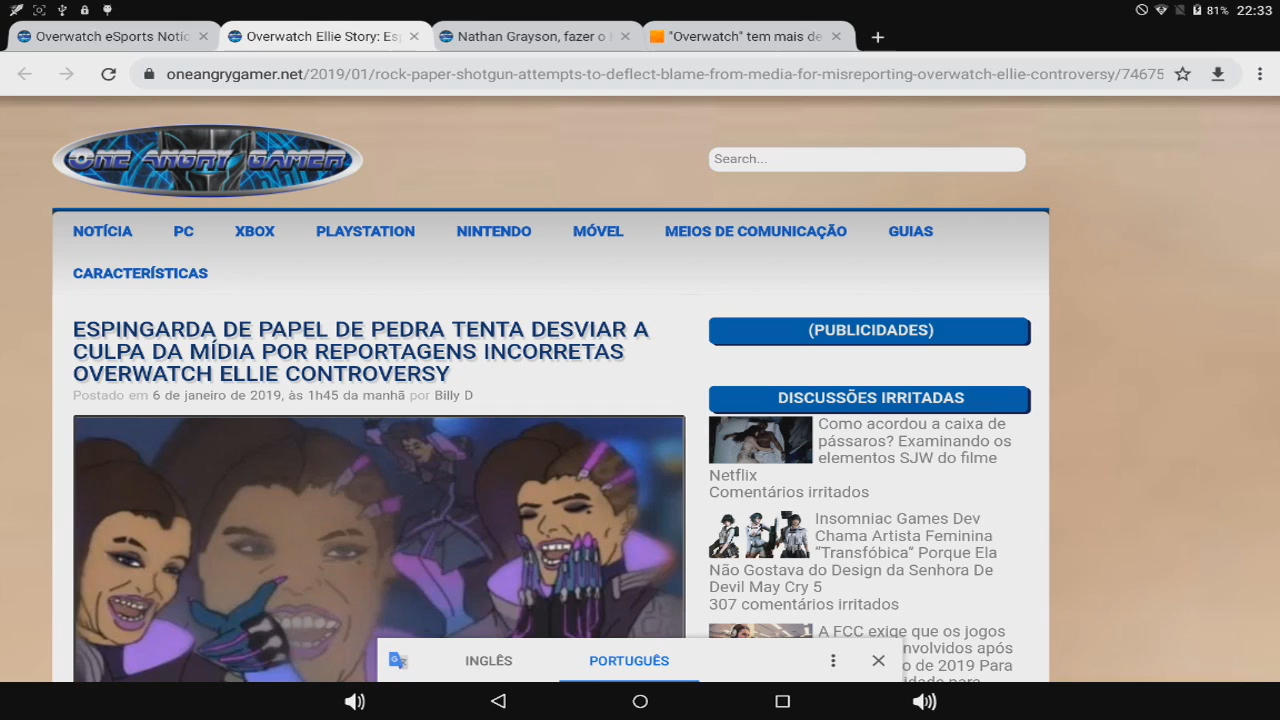 81% 22:33
Overwatch eSports Notíc
Overwatch Ellie Story: Es
Nathan Grayson, fazer o
"Overwatch" tem mais de
oneangrygamer.net/2019/01/rock-paper-shotgun-attempts-to-deflect-blame-from-media-for-misreporting-overwatch-ellie-controversy/74675
ONE ANGRY GAMER
Search...
NOTÍCIA PC XBOX PLAYSTATION NINTENDO MÓVEL MEIOS DE COMUNICAÇÃO GUIAS
CARACTERÍSTICAS
ESPINGARDA DE PAPEL DE PEDRA TENTA DESVIAR A
CULPA DA MÍDIA POR REPORTAGENS INCORRETAS
OVERWATCH ELLIE CONTROVERSY
Postado em 6 de janeiro de 2019, às 1h45 da manhã por Billy D
(PUBLICIDADES)
DISCUSSÕES IRRITADAS
Como acordou a caixa de
pássaros? Examinando os
elementos SJW do filme
Netflix
Comentários irritados
Insomniac Games Dev
Chama Artista Feminina
“Transfóbica” Porque Ela
Não Gostava do Design da Senhora De
Devil May Cry 5
307 comentários irritados
A FCC exige que os jogos
nvolvidos após
o de 2019 Para
INGLÊS PORTUGUÊS